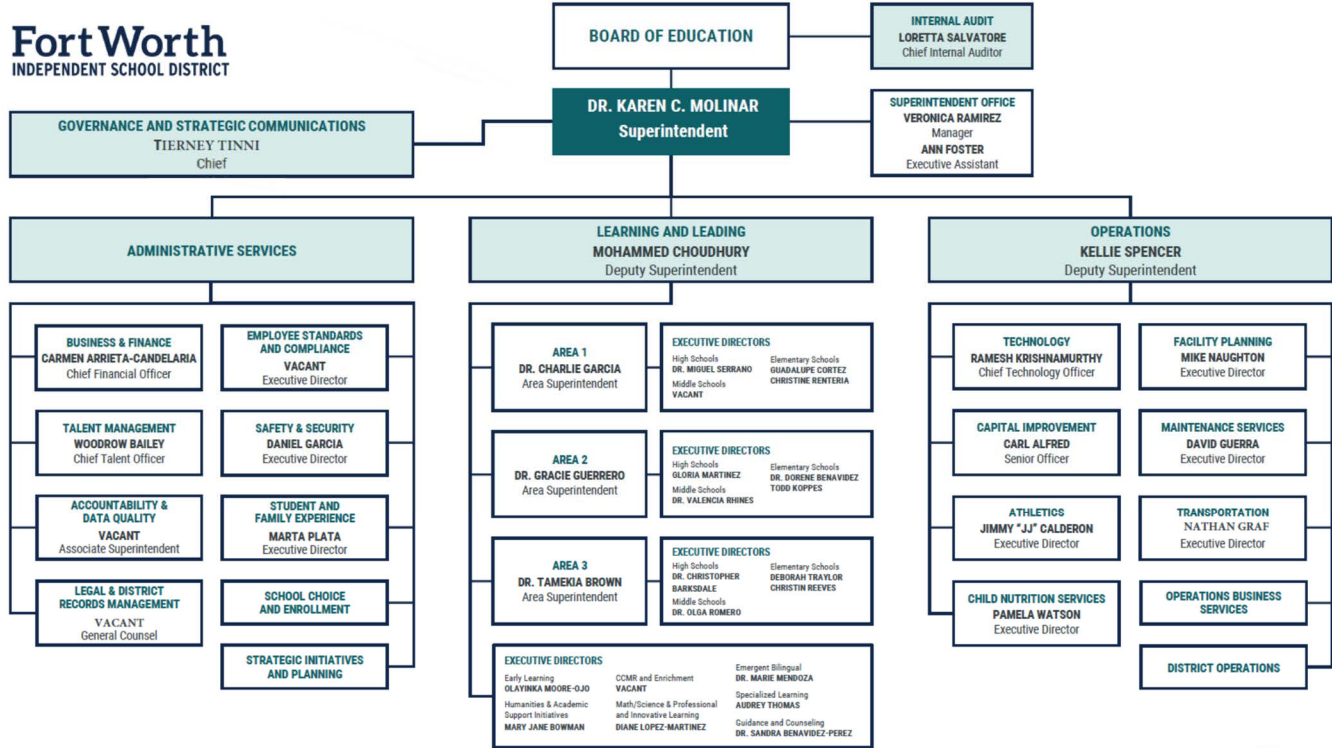 Fort Worth
INDEPENDENT SCHOOL DISTRICT
BOARD OF EDUCATION
INTERNAL AUDIT
LORETTA SALVATORE
Chief Internal Auditor
DR. KAREN C. MOLINAR
Superintendent
SUPERINTENDENT OFFICE
VERONICA RAMIREZ
Manager
ANN FOSTER
Executive Assistant
GOVERNANCE AND STRATEGIC COMMUNICATIONS
TIERNEY TINNI
Chief
ADMINISTRATIVE SERVICES
BUSINESS & FINANCE
CARMEN ARRIETA-CANDELARIA
Chief Financial Officer
EMPLOYEE STANDARDS
AND COMPLIANCE
VACANT
Executive Director
TALENT MANAGEMENT
WOODROW BAILEY
Chief Talent Officer
SAFETY & SECURITY
DANIEL GARCIA
Executive Director
ACCOUNTABILITY &
DATA QUALITY
VACANT
Associate Superintendent
STUDENT AND
FAMILY EXPERIENCE
MARTA PLATA
Executive Director
LEGAL & DISTRICT
RECORDS MANAGEMENT
VACANT
General Counsel
SCHOOL CHOICE
AND ENROLLMENT
STRATEGIC INITIATIVES
AND PLANNING
LEARNING AND LEADING
MOHAMMED CHOUDHURY
Deputy Superintendent
AREA 1
DR. CHARLIE GARCIA
Area Superintendent
EXECUTIVE DIRECTORS
High Schools
DR. MIGUEL SERRANO
Middle Schools
VACANT
Elementary Schools
GUADALUPE CORTEZ
CHRISTINE RENTERIA
AREA 2
DR. GRACIE GUERRERO
Area Superintendent
EXECUTIVE DIRECTORS
High Schools
GLORIA MARTINEZ
Middle Schools
DR. VALENCIA RHINES
Elementary Schools
DR. DORENE BENAVIDEZ
TODD KOPPES
AREA 3
DR. TAMEKIA BROWN
Area Superintendent
EXECUTIVE DIRECTORS
High Schools
DR. CHRISTOPHER
BARKSDALE
Middle Schools
DR. OLGA ROMERO
Elementary Schools
DEBORAH TRAYLOR
CHRISTIN REEVES
EXECUTIVE DIRECTORS
Early Learning
OLAYINKA MOORE-OJO
Humanities & Academic
Support Initiatives
MARY JANE BOWMAN
CCMR and Enrichment
VACANT
Math/Science & Professional
and Innovative Learning
DIANE LOPEZ-MARTINEZ
Emergent Bilingual
DR. MARIE MENDOZA
Specialized Learning
AUDREY THOMAS
Guidance and Counseling
DR. SANDRA BENAVIDEZ-PEREZ
OPERATIONS
KELLIE SPENCER
Deputy Superintendent
TECHNOLOGY
RAMESH KRISHNAMURTHY
Chief Technology Officer
FACILITY PLANNING
MIKE NAUGHTON
Executive Director
CAPITAL IMPROVEMENT
CARL ALFRED
Senior Officer
MAINTENANCE SERVICES
DAVID GUERRA
Executive Director
ATHLETICS
JIMMY "JJ" CALDERON
Executive Director
TRANSPORTATION
NATHAN GRAF
Executive Director
CHILD NUTRITION SERVICES
PAMELA WATSON
Executive Director
OPERATIONS BUSINESS
SERVICES
DISTRICT OPERATIONS